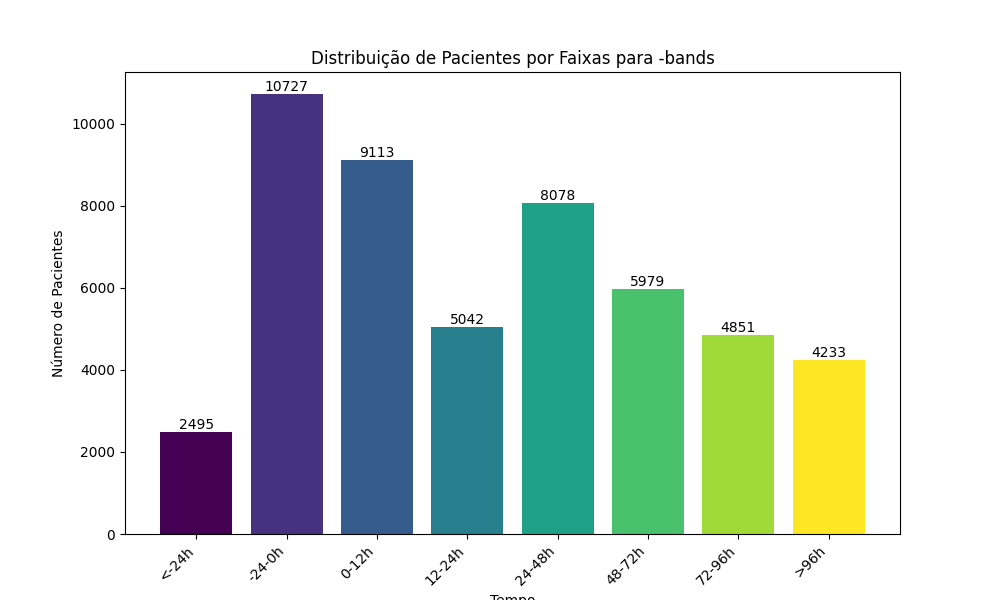 Distribuição de Pacientes por Faixas para -bands
Número de Pacientes
10000
8000
6000
4000
2000
0
2495
10727
9113
5042
8078
5979
4851
4233
<-24h
-24-0h
0-12h
12-24h
24-48h
48-72h
72-96h
>96h
Tempo